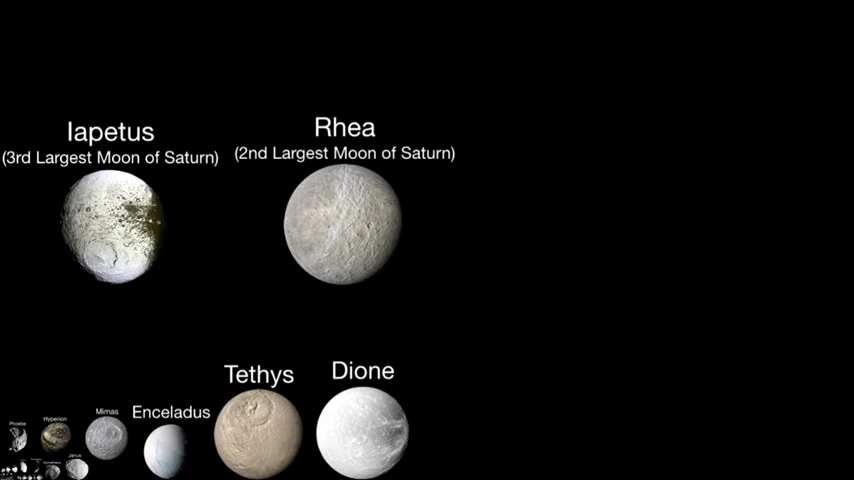 Iapetus
(3rd Largest Moon of Saturn)
Rhea
(2nd Largest Moon of Saturn)
Tethys
Dione
Enceladus
Mimas
Hyperion
Phoebe
Janus